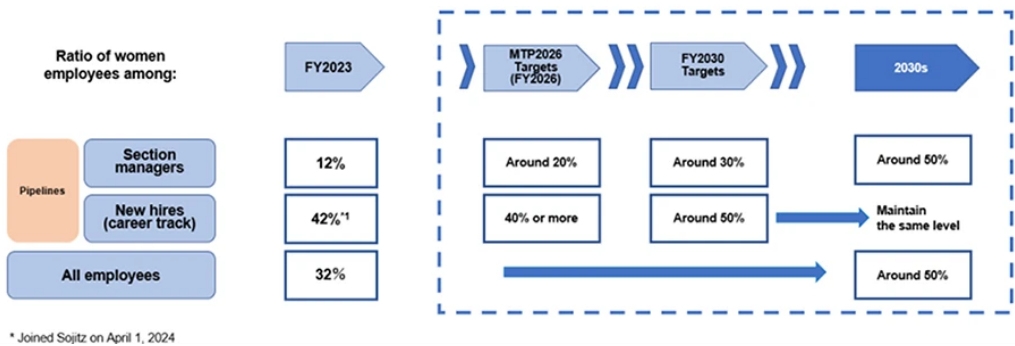 Ratio of women
employees among:
FY2023
MTP2026
Targets
(FY2026)
FY2030
Targets
2030s
Pipelines
Section
managers
12%
Around 20%
Around 30%
Around 50%
New hires
(career track)
42%*1
40% or more
Around 50%
Maintain
the same level
All employees
32%
Around 50%
* Joined Sojitz on April 1, 2024